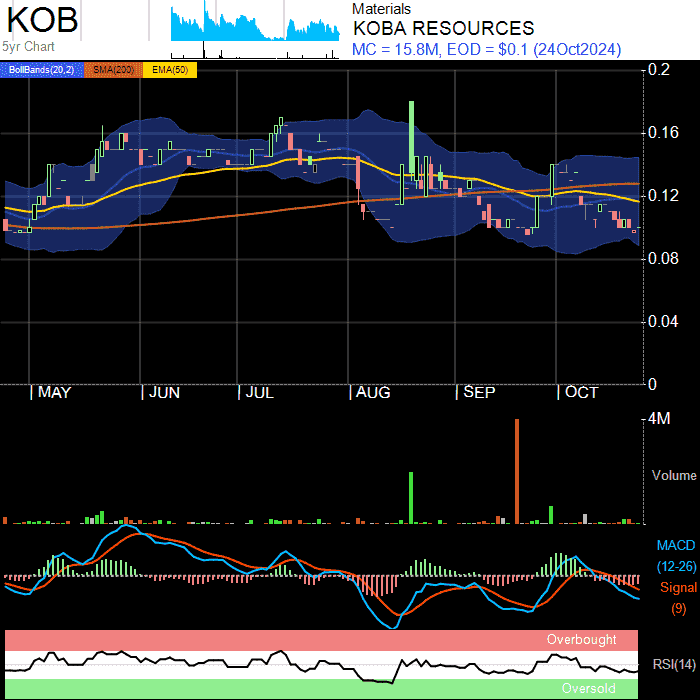 KOB
5yr Chart
Materials
KOBA RESOURCES
MC = 15.8M, EOD = $0.1 (24Oct2024)
BollBands(20,2) SMA(200) EMA(50)
0.2
0.16
0.12
0.08
0.04
0
MAY JUN JUL AUG SEP OCT
4M
Volume
MACD
(12-26)
Signal
(9)
Overbought
RSI(14)
Oversold